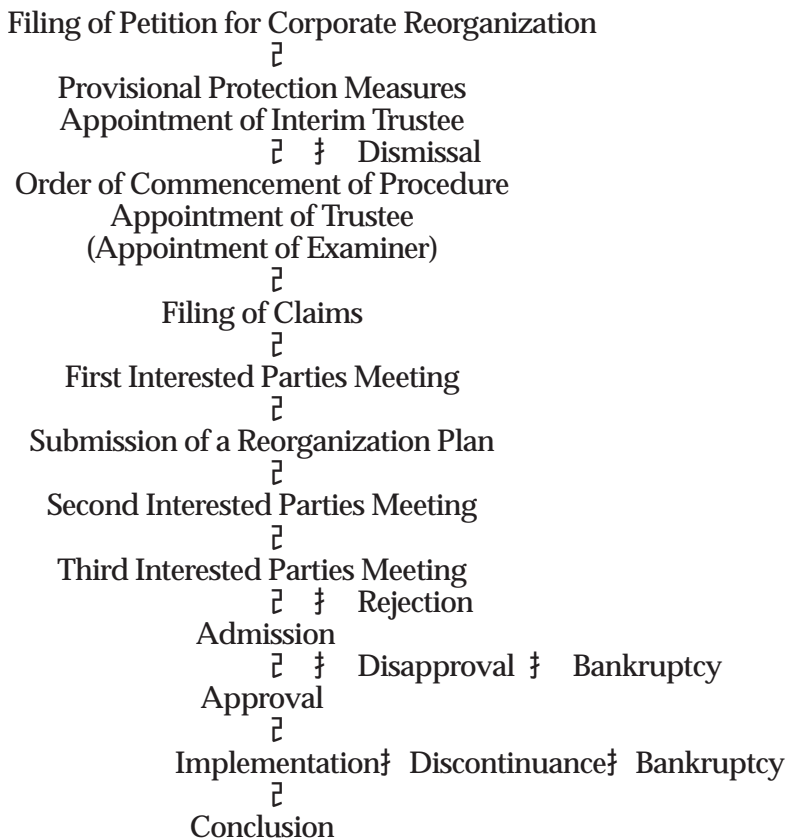 Filing of Petition for Corporate Reorganization
Provisional Protection Measures
Appointment of Interim Trustee
Dismissal
Order of Commencement of Procedure
Appointment of Trustee
(Appointment of Examiner)
Filing of Claims
First Interested Parties Meeting
Submission of a Reorganization Plan
Second Interested Parties Meeting
Third Interested Parties Meeting
Rejection
Admission
Disapproval Bankruptcy
Approval
Implementation Discontinuance Bankruptcy
Conclusion